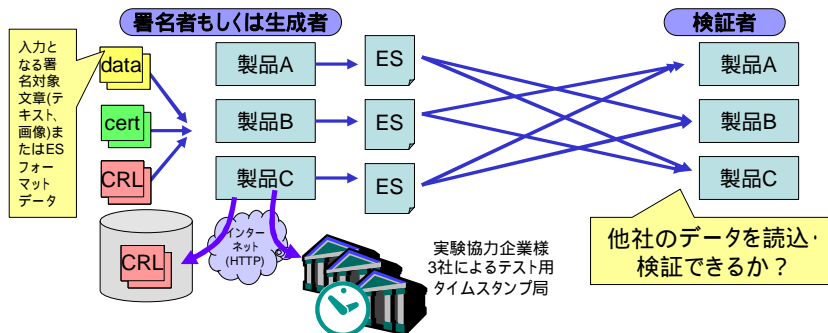 署名者もしくは生成者
検証者
入力と
なる署
名対象
文章(テ
キスト、
画像)ま
たはES
フォー
マット
データ
data
cert
CRL
製品A
製品B
製品C
ES
ES
ES
製品A
製品B
製品C
CRL
インター
ネット
(HTTP)
実験協力企業様
3社によるテスト用
タイムスタンプ局
他社のデータを読込・
検証できるか?